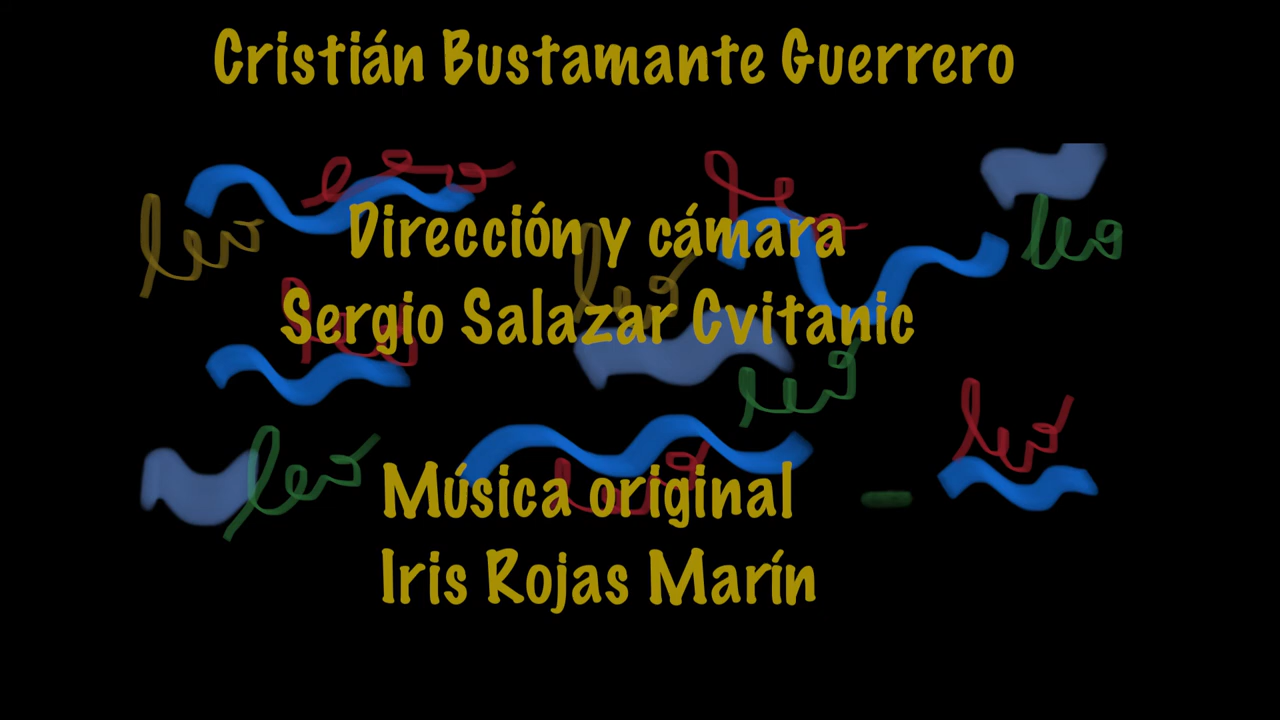 Cristián Bustamante Guerrero
Dirección y cámara
Sergio Salazar Cvitanic
Música original
Iris Rojas Marín